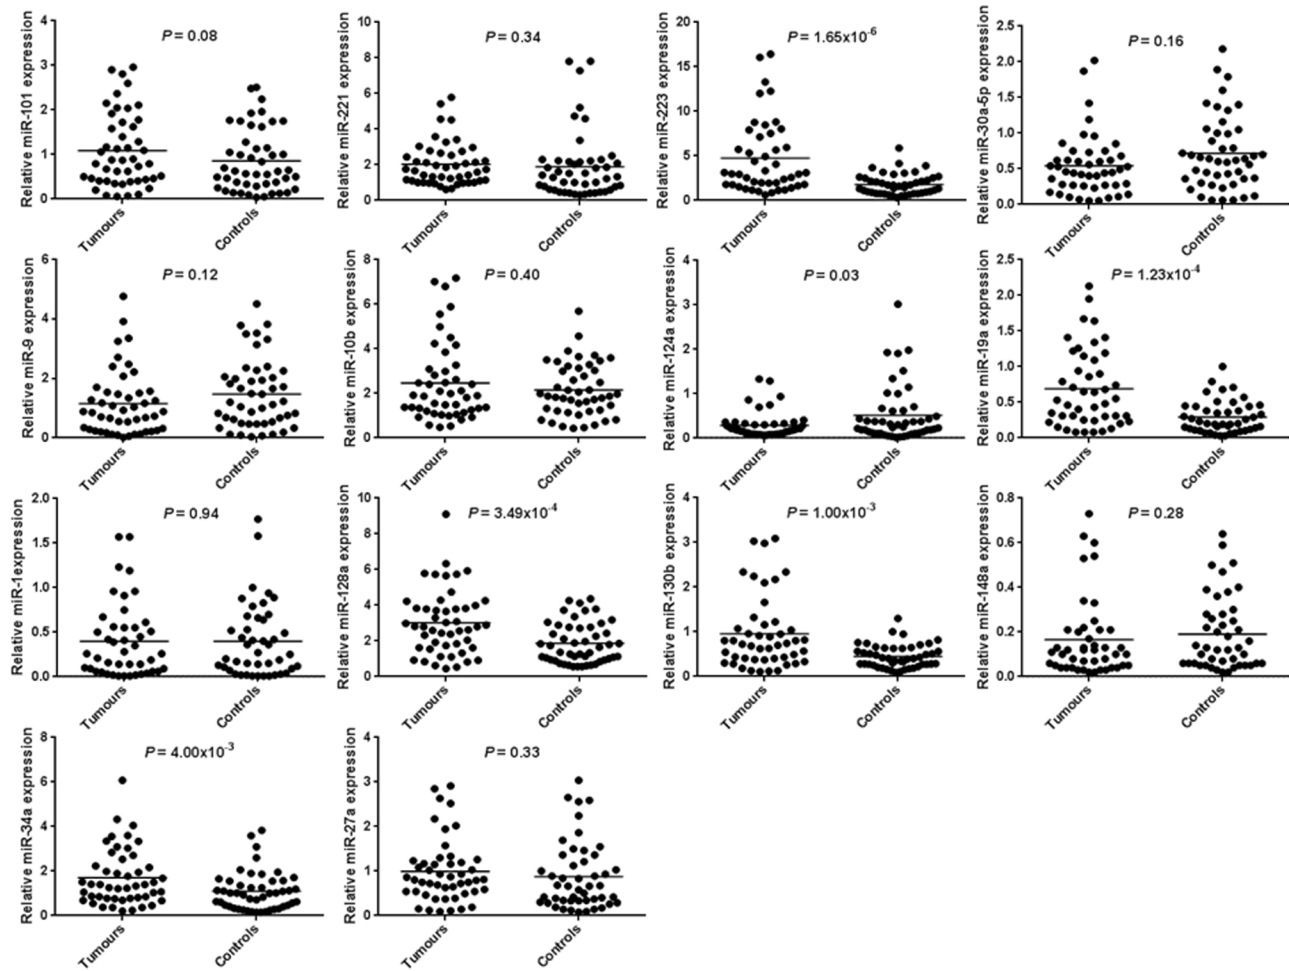 Relative miR-101 expression
P = 0.08
4
3
2
1
0
Tumours
Controls
Relative miR-221 expression
P = 0.34
10
8
6
4
2
0
Tumours
Controls
Relative miR-223 expression
P = 1.65x10-6
20
15
10
5
0
Tumours
Controls
Relative miR-30a-5p expression
P = 0.16
2.5
2.0
1.5
1.0
0.5
0.0
Tumours
Controls
Relative miR-9 expression
P = 0.12
6
4
2
0
Tumours
Controls
Relative miR-10b expression
P = 0.40
8
6
4
2
0
Tumours
Controls
Relative miR-124a expression
P = 0.03
4
3
2
1
0
Tumours
Controls
Relative miR-19a expression
P = 1.23x10-4
2.5
2.0
1.5
1.0
0.5
0.0
Tumours
Controls
Relative miR-1expression
P = 0.94
2.0
1.5
1.0
0.5
0.0
Tumours
Controls
Relative miR-128a expression
P = 3.49x10-4
10
8
6
4
2
0
Tumours
Controls
Relative miR-130b expression
P = 1.00x10-3
4
3
2
1
0
Tumours
Controls
Relative miR-148a expression
P = 0.28
0.8
0.6
0.4
0.2
0.0
Tumours
Controls
Relative miR-34a expression
P = 4.00x10-3
8
6
4
2
0
Tumours
Controls
Relative miR-27a expression
P = 0.33
4
3
2
1
0
Tumours
Controls